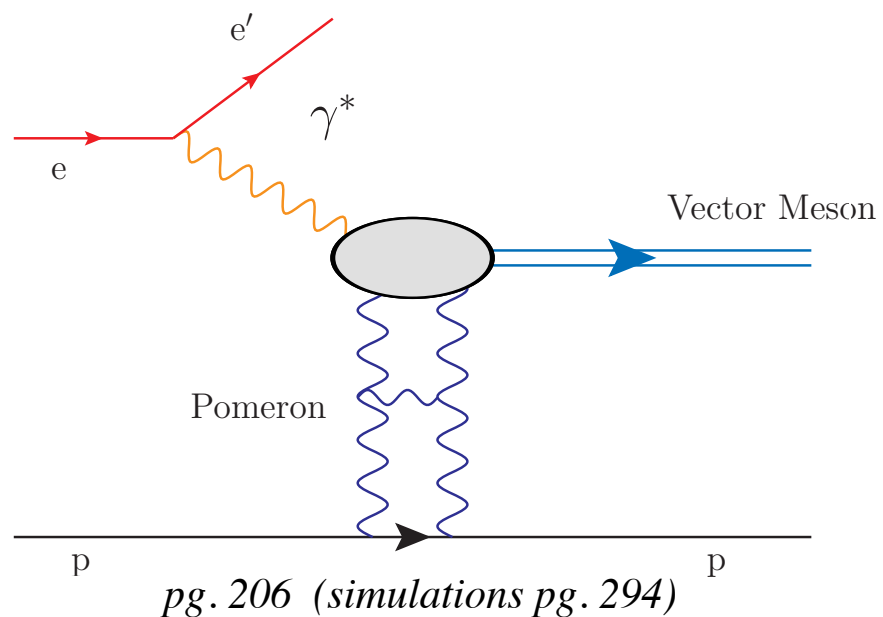 e′
γ*
e
Vector Meson
Pomeron
p
p
pg. 206 (simulations pg. 294)